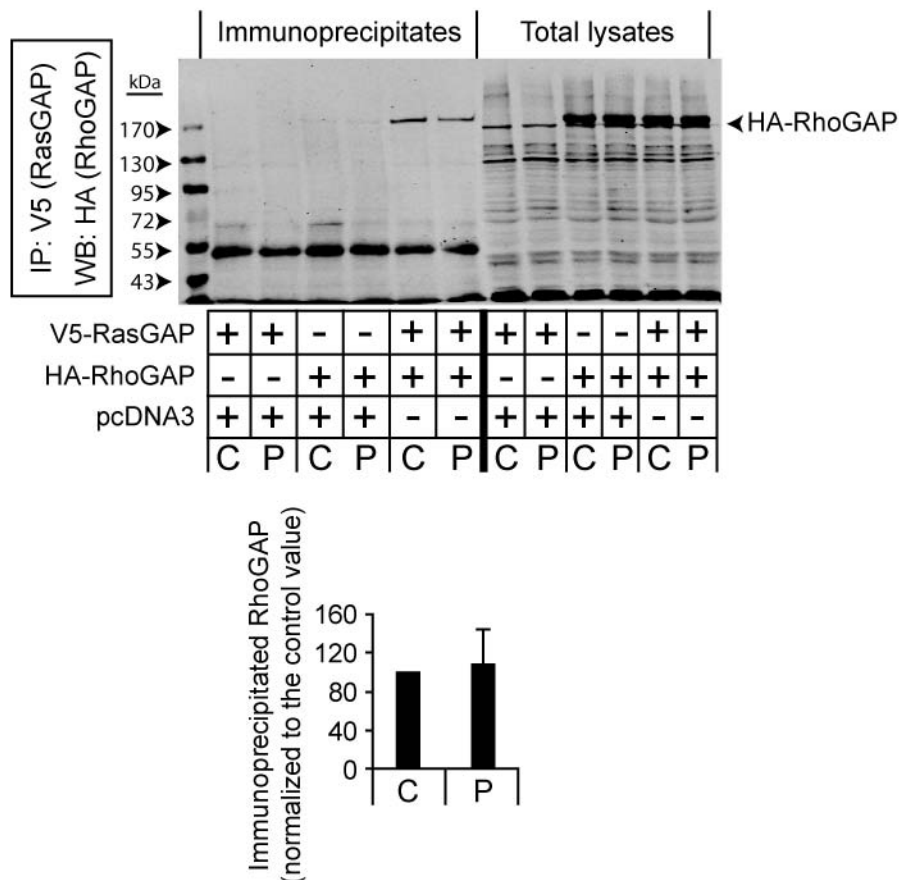 Immunoprecipitates Total lysates
IP: V5 (RasGAP)
WB: HA (RhoGAP)
kDa
170
130
95
72
55
43
HA-RhoGAP
V5-RasGAP + + - - + + + + - - + +
HA-RhoGAP - - + + + + - - + + + +
pcDNA3 + + + + - - + + + + - -
C P C P C P C P C P C P
Immunoprecipitated RhoGAP
(normalized to the control value)
160
120
80
40
0
C P